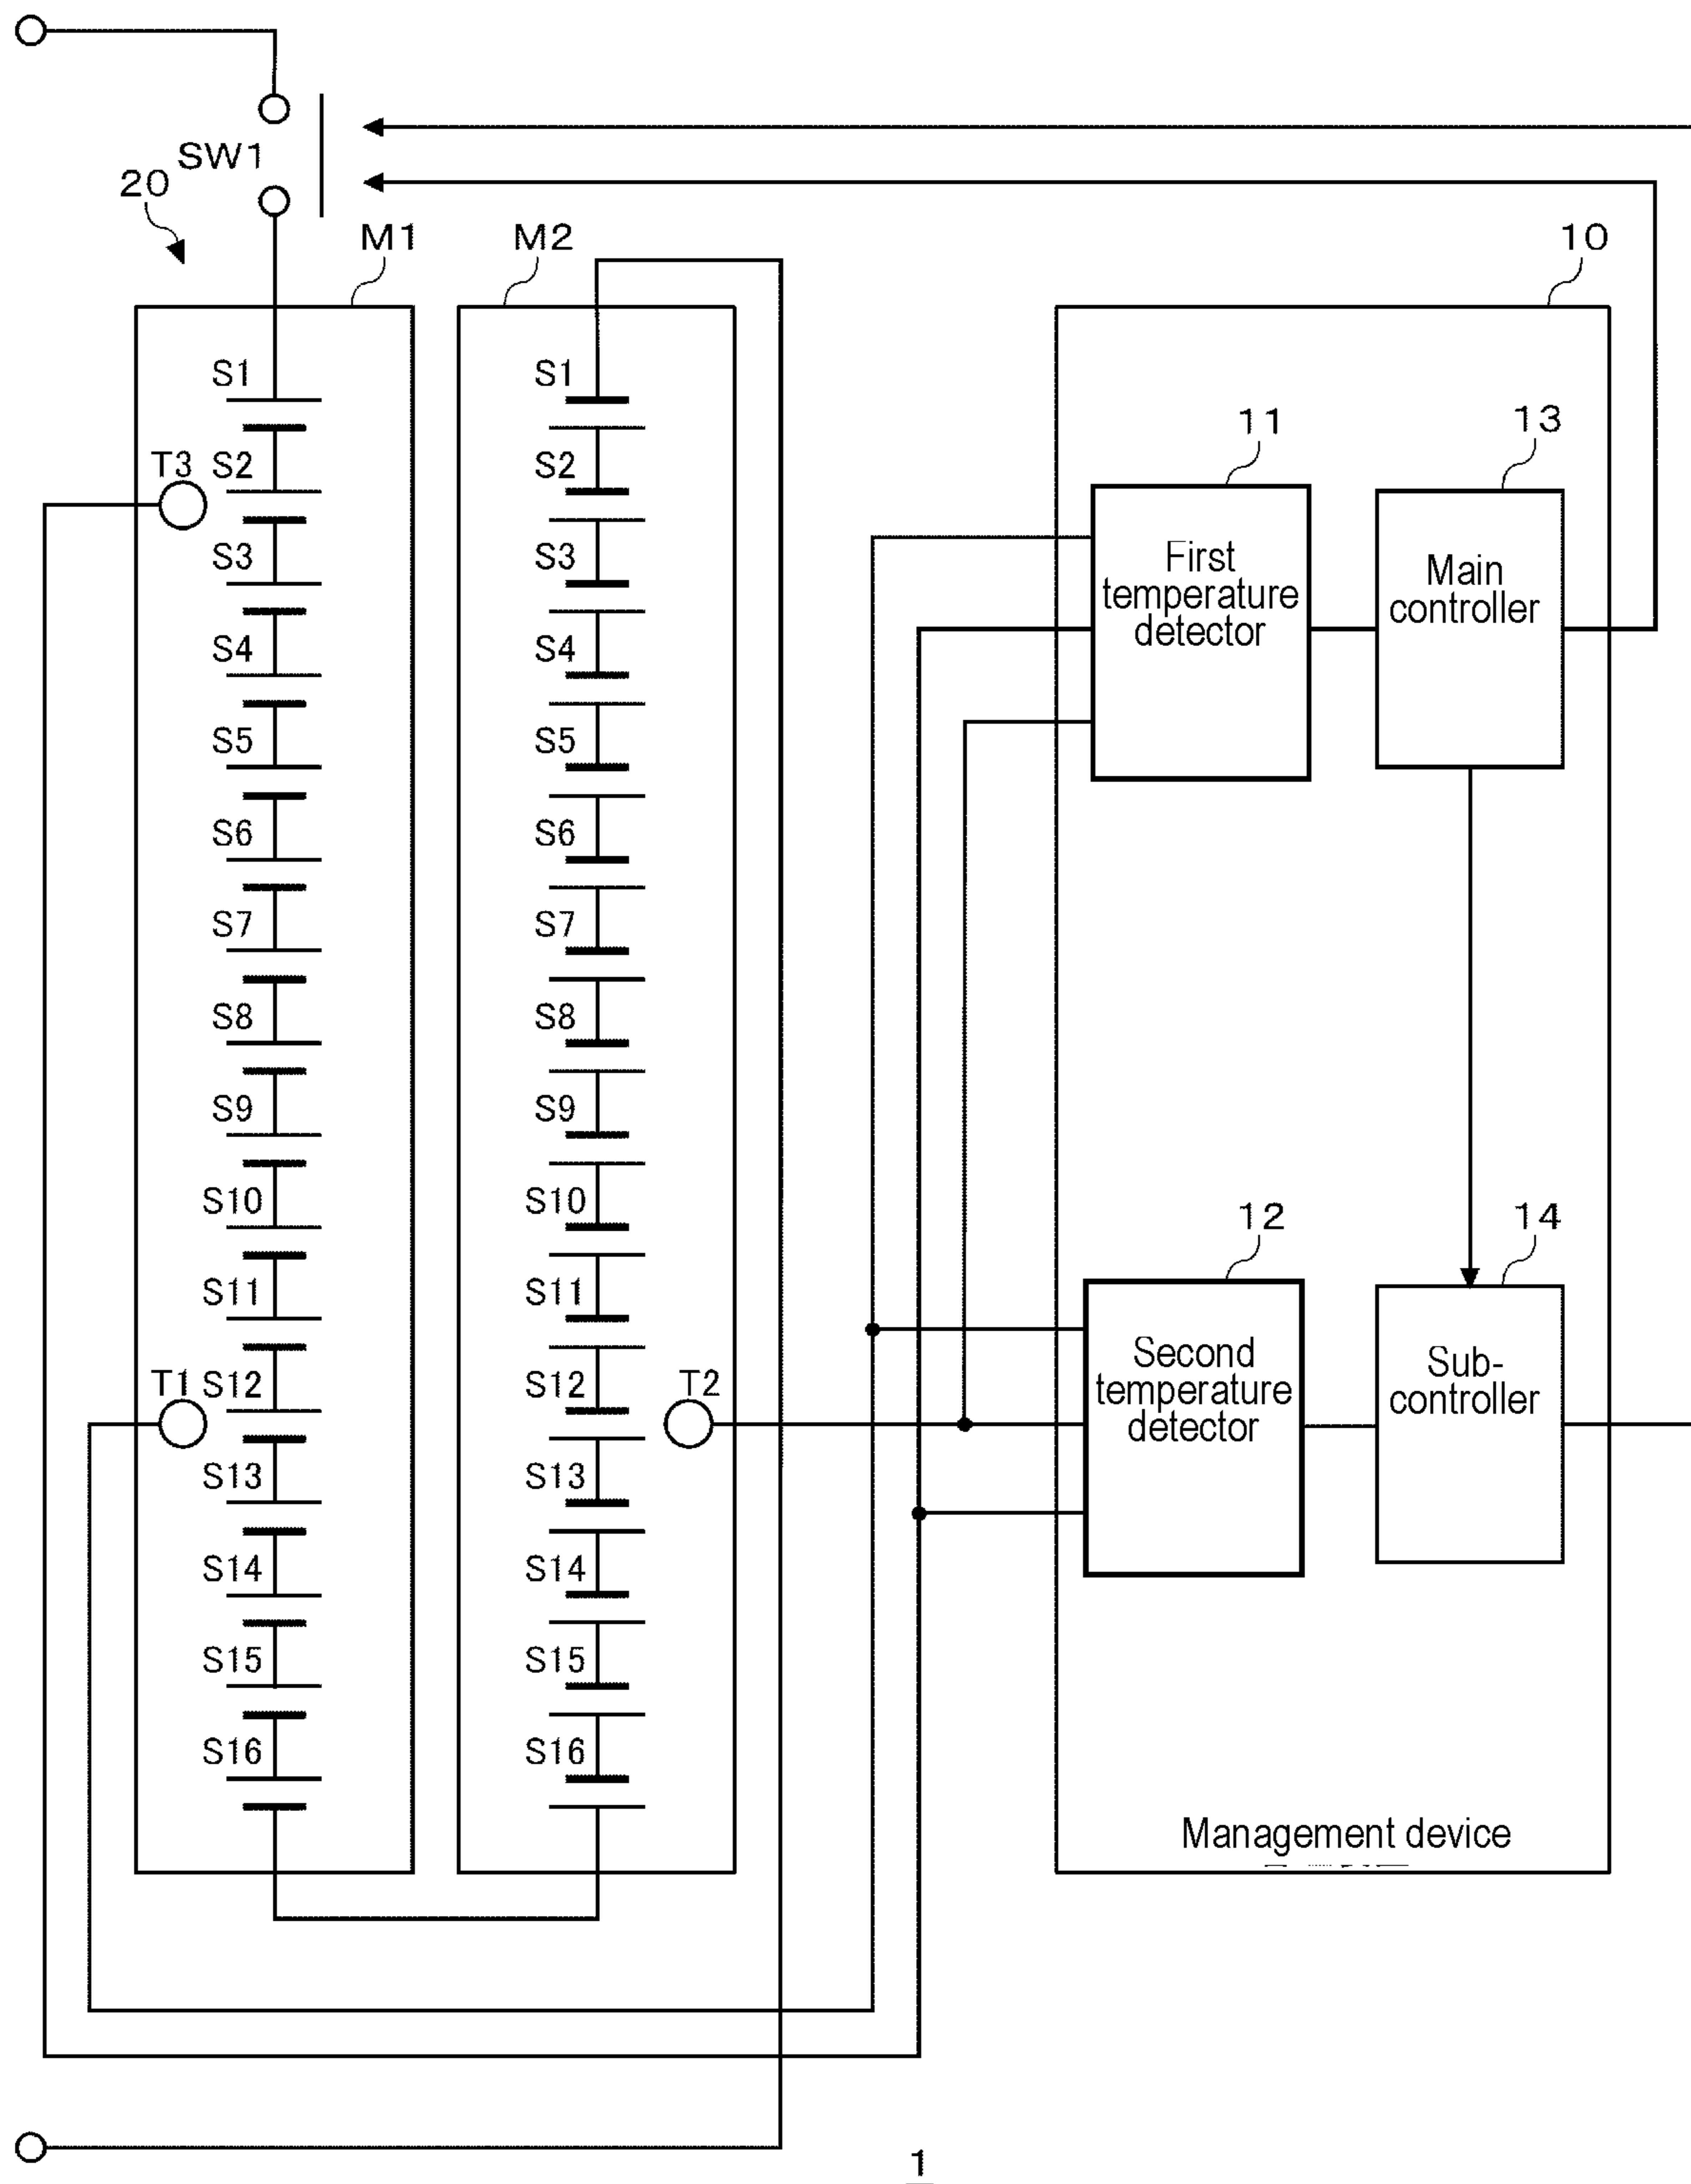 SW1
20
M1
M2
10
S1
S1
11
13
T3
S2
S2
S3
S3
First
temperature
detector
Main
controller
S4
S4
S5
S5
S6
S6
S7
S7
S8
S8
S9
S9
S10
S10
12
14
S11
S11
T1
S12
S12
T2
Second
temperature
detector
Sub-
controller
S13
S13
S14
S14
S15
S15
S16
S16
Management device
1